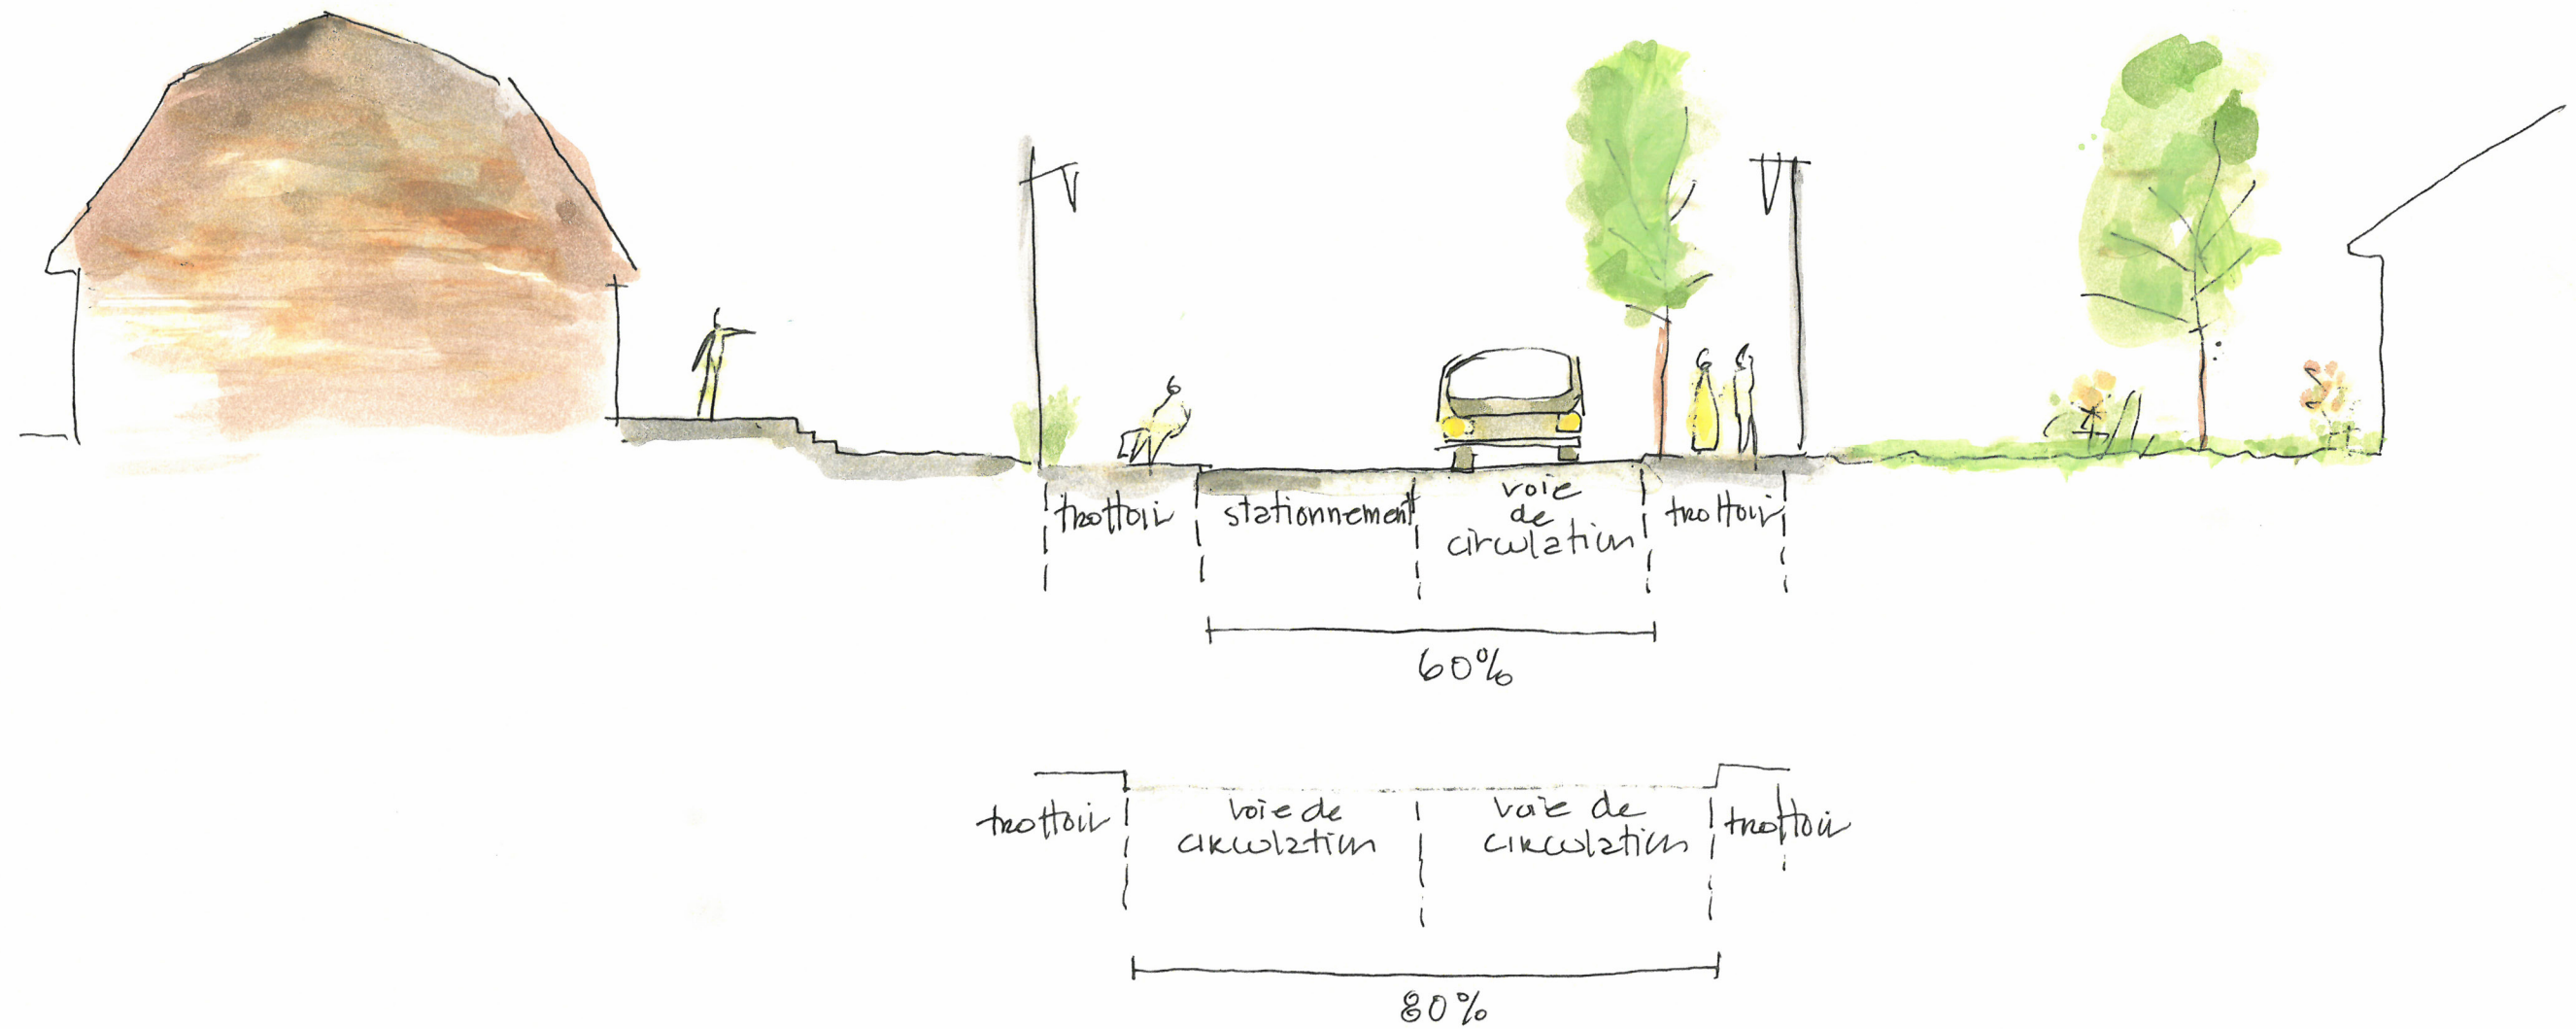 trottoir
stationnement
voie
de
circulation
trottoir
60%
trottoir
voie de
circulation
voie de
circulation
trottoir
80%